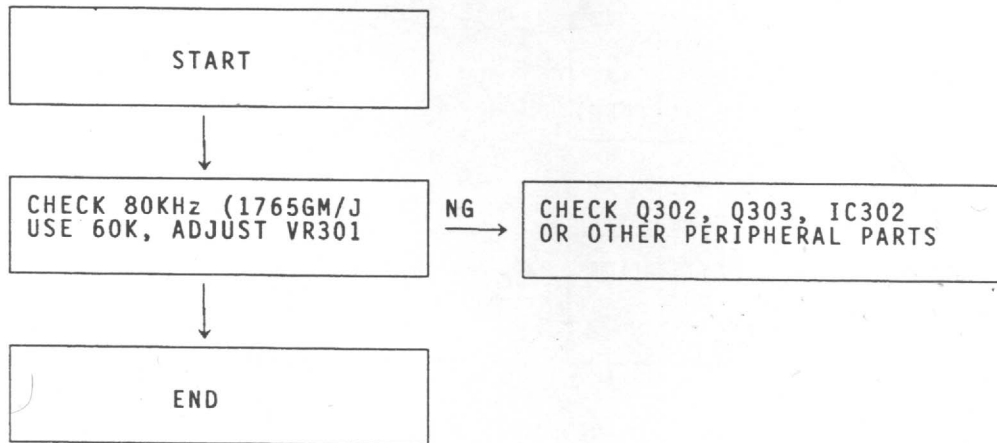 START
CHECK 80KHz (1765GM/J
USE 60K, ADJUST VR301
NG
CHECK Q302, Q303, IC302
OR OTHER PERIPHERAL PARTS
END